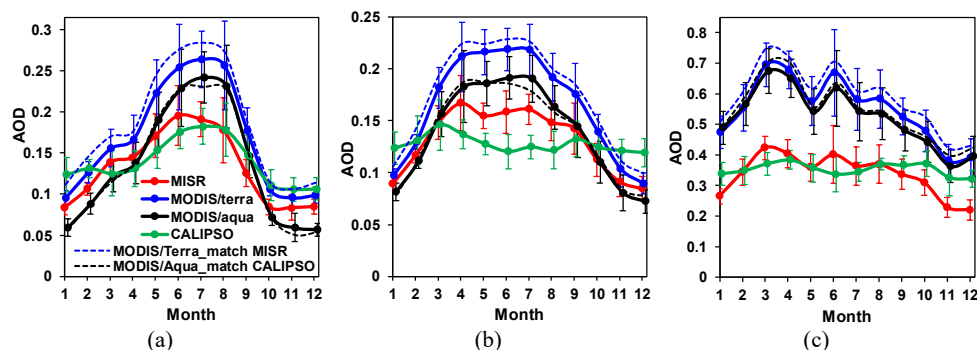 0.3
0.25
0.2
0.15
0.1
0.05
0
AOD
MISR
MODIS/terra
MODIS/aqua
CALIPSO
MODIS/Terra_match MISR
MODIS/Aqua_match CALIPSO
1 2 3 4 5 6 7 8 9 10 11 12
Month
(a)
0.25
0.2
0.15
0.1
0.05
0
AOD
1 2 3 4 5 6 7 8 9 10 11 12
Month
(b)
0.8
0.7
0.6
0.5
0.4
0.3
0.2
0.1
0
AOD
1 2 3 4 5 6 7 8 9 10 11 12
Month
(c)